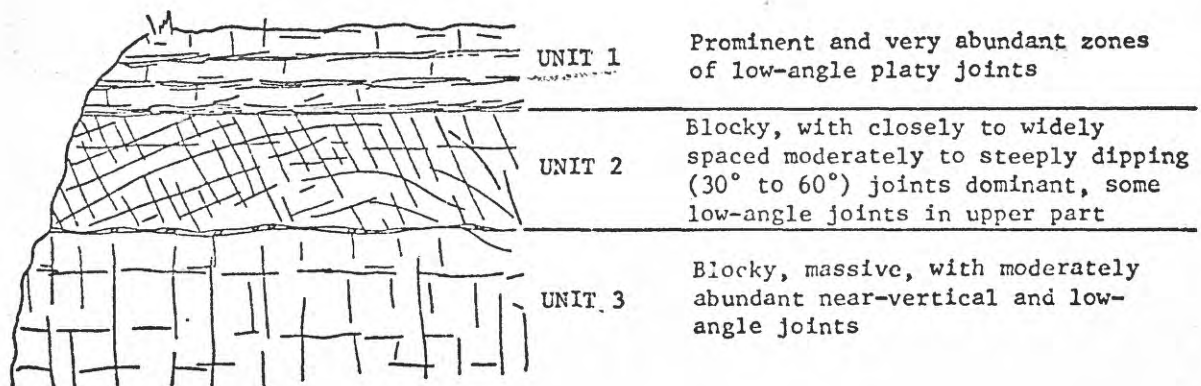 UNIT 1
Prominent and very abundant zones
of low-angle platy joints
UNIT 2
Blocky, with closely to widely
spaced moderately to steeply dipping
(30° to 60°) joints dominant, some
low-angle joints in upper part
UNIT 3
Blocky, massive, with moderately
abundant near-vertical and low-
angle joints